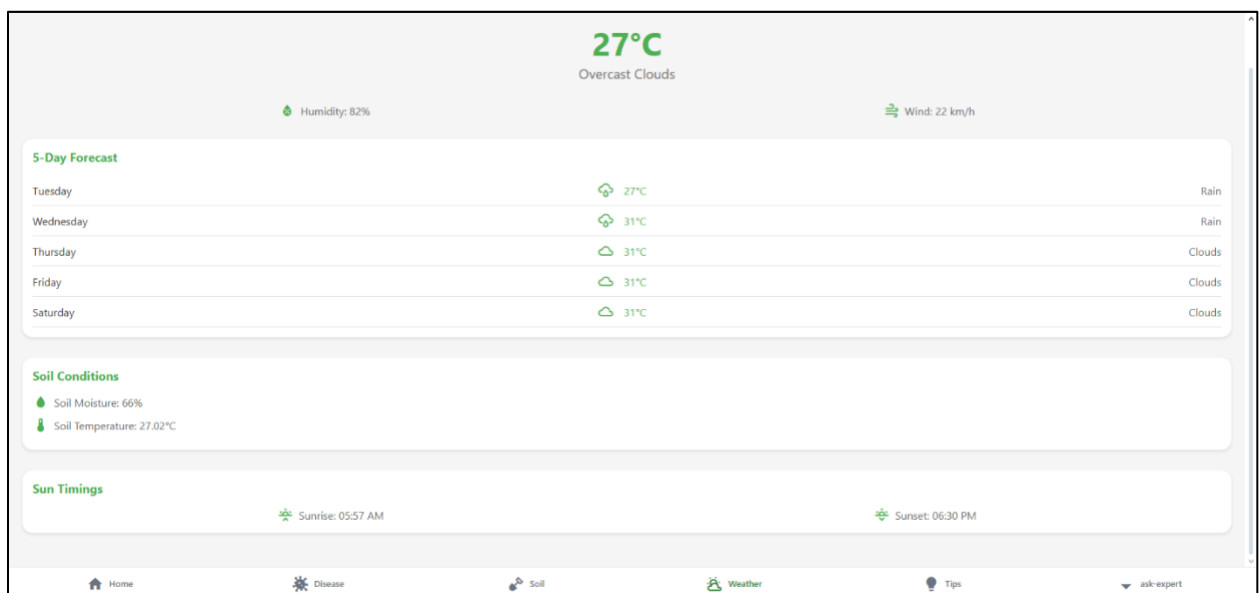 27°C
Overcast Clouds
Humidity: 82% Wind: 22 km/h
5-Day Forecast
Tuesday 27°C Rain
Wednesday 31°C Rain
Thursday 31°C Clouds
Friday 31°C Clouds
Saturday 31°C Clouds
Soil Conditions
Soil Moisture: 66%
Soil Temperature: 27.02°C
Sun Timings
Sunrise: 05:57 AM Sunset: 06:30 PM
Home Disease Soil Weather Tips ask-expert